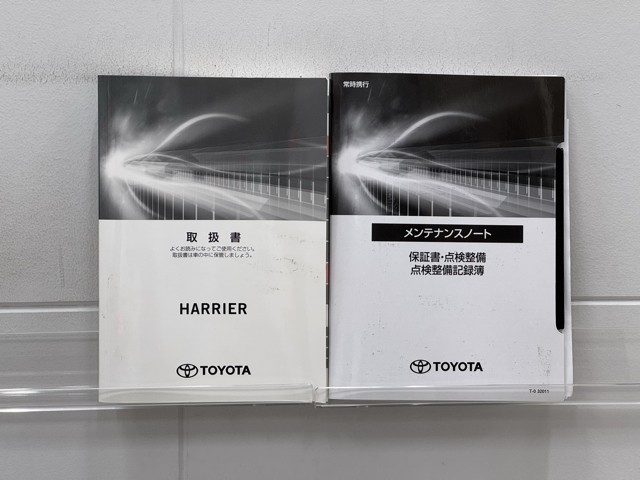 取扱書
よくお読みになってご使用ください。
取扱書は車の中に保管しましょう。
HARRIER
TOYOTA
常時携行
メンテナンスノート
保証書・点検整備
点検整備記録簿
TOYOTA